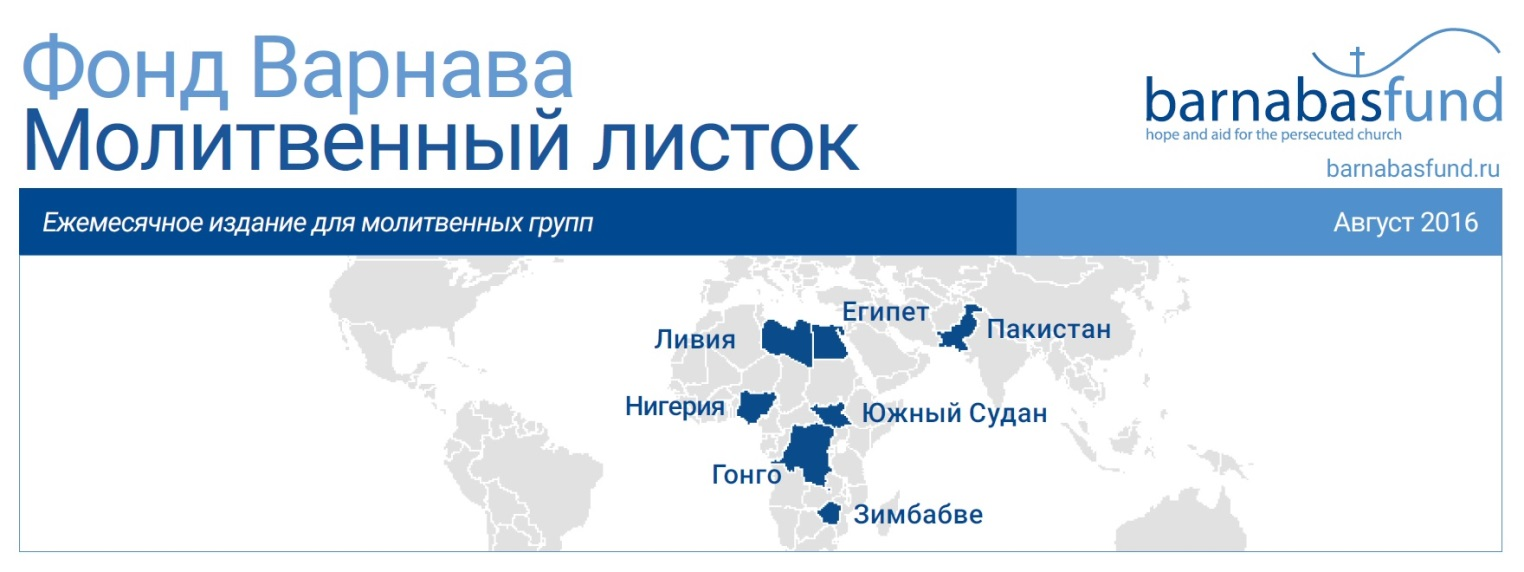 Фонд Варнава
Молитвенный листок
barnabasfund
hope and aid for the persecuted church
barnabasfund.ru
Ежемесячное издание для молитвенных групп
Август 2016
Египет
Пакистан
Ливия
Нигерия
Южный Судан
Гонго
Зимбабве